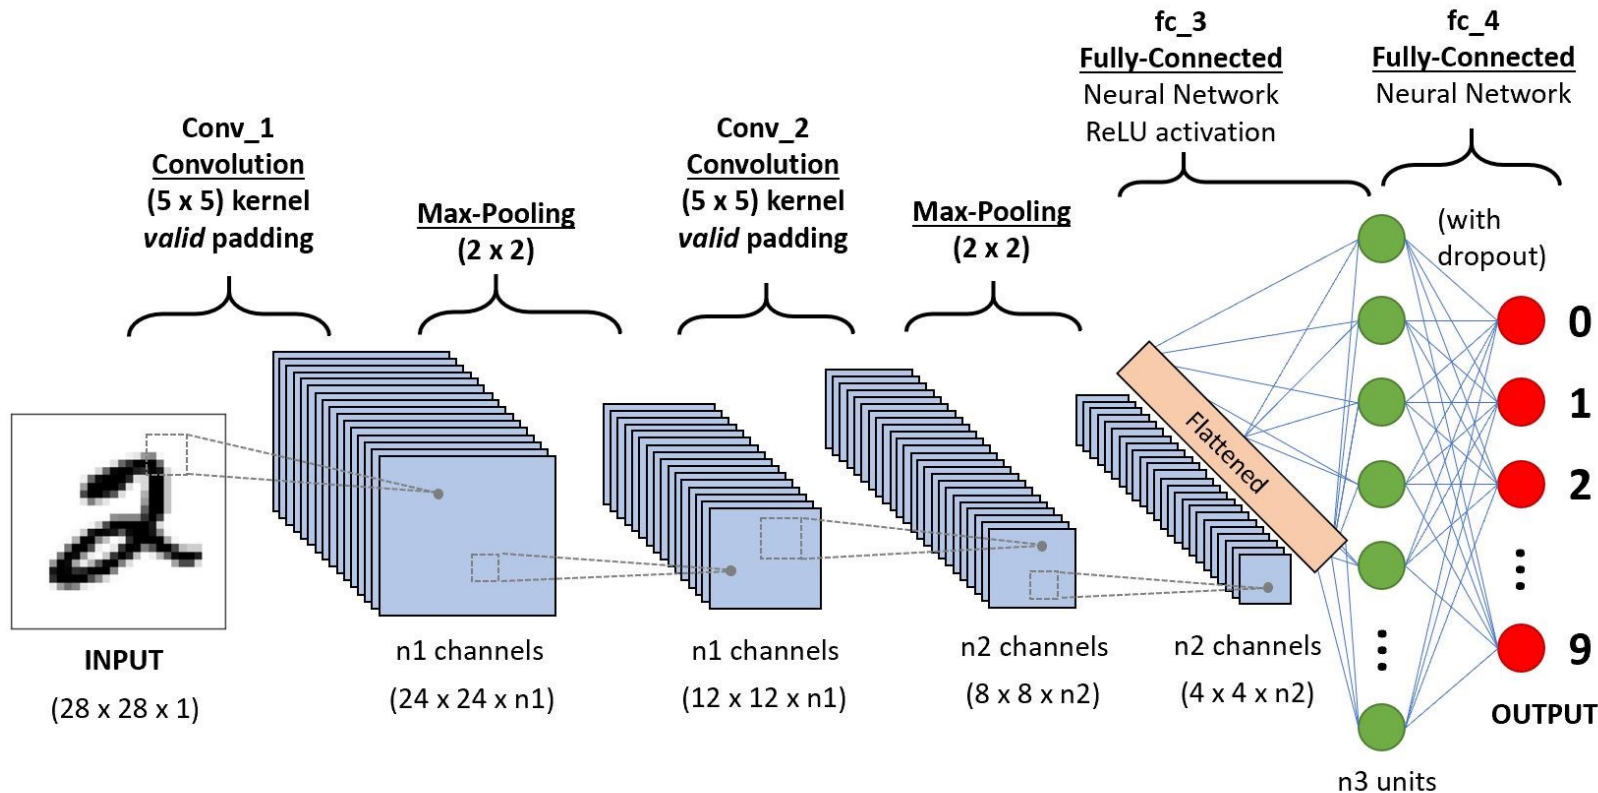 Conv_1
Convolution
(5 x 5) kernel
valid padding
Max-Pooling
(2 x 2)
Conv_2
Convolution
(5 x 5) kernel
valid padding
Max-Pooling
(2 x 2)
fc_3
Fully-Connected
Neural Network
ReLU activation
fc_4
Fully-Connected
Neural Network
(with
dropout)
2
Flattened
0
1
2
9
INPUT
(28 x 28 x 1)
n1 channels
(24 x 24 x n1)
n1 channels
(12 x 12 x n1)
n2 channels
(8 x 8 x n2)
n2 channels
(4 x 4 x n2)
n3 units
OUTPUT